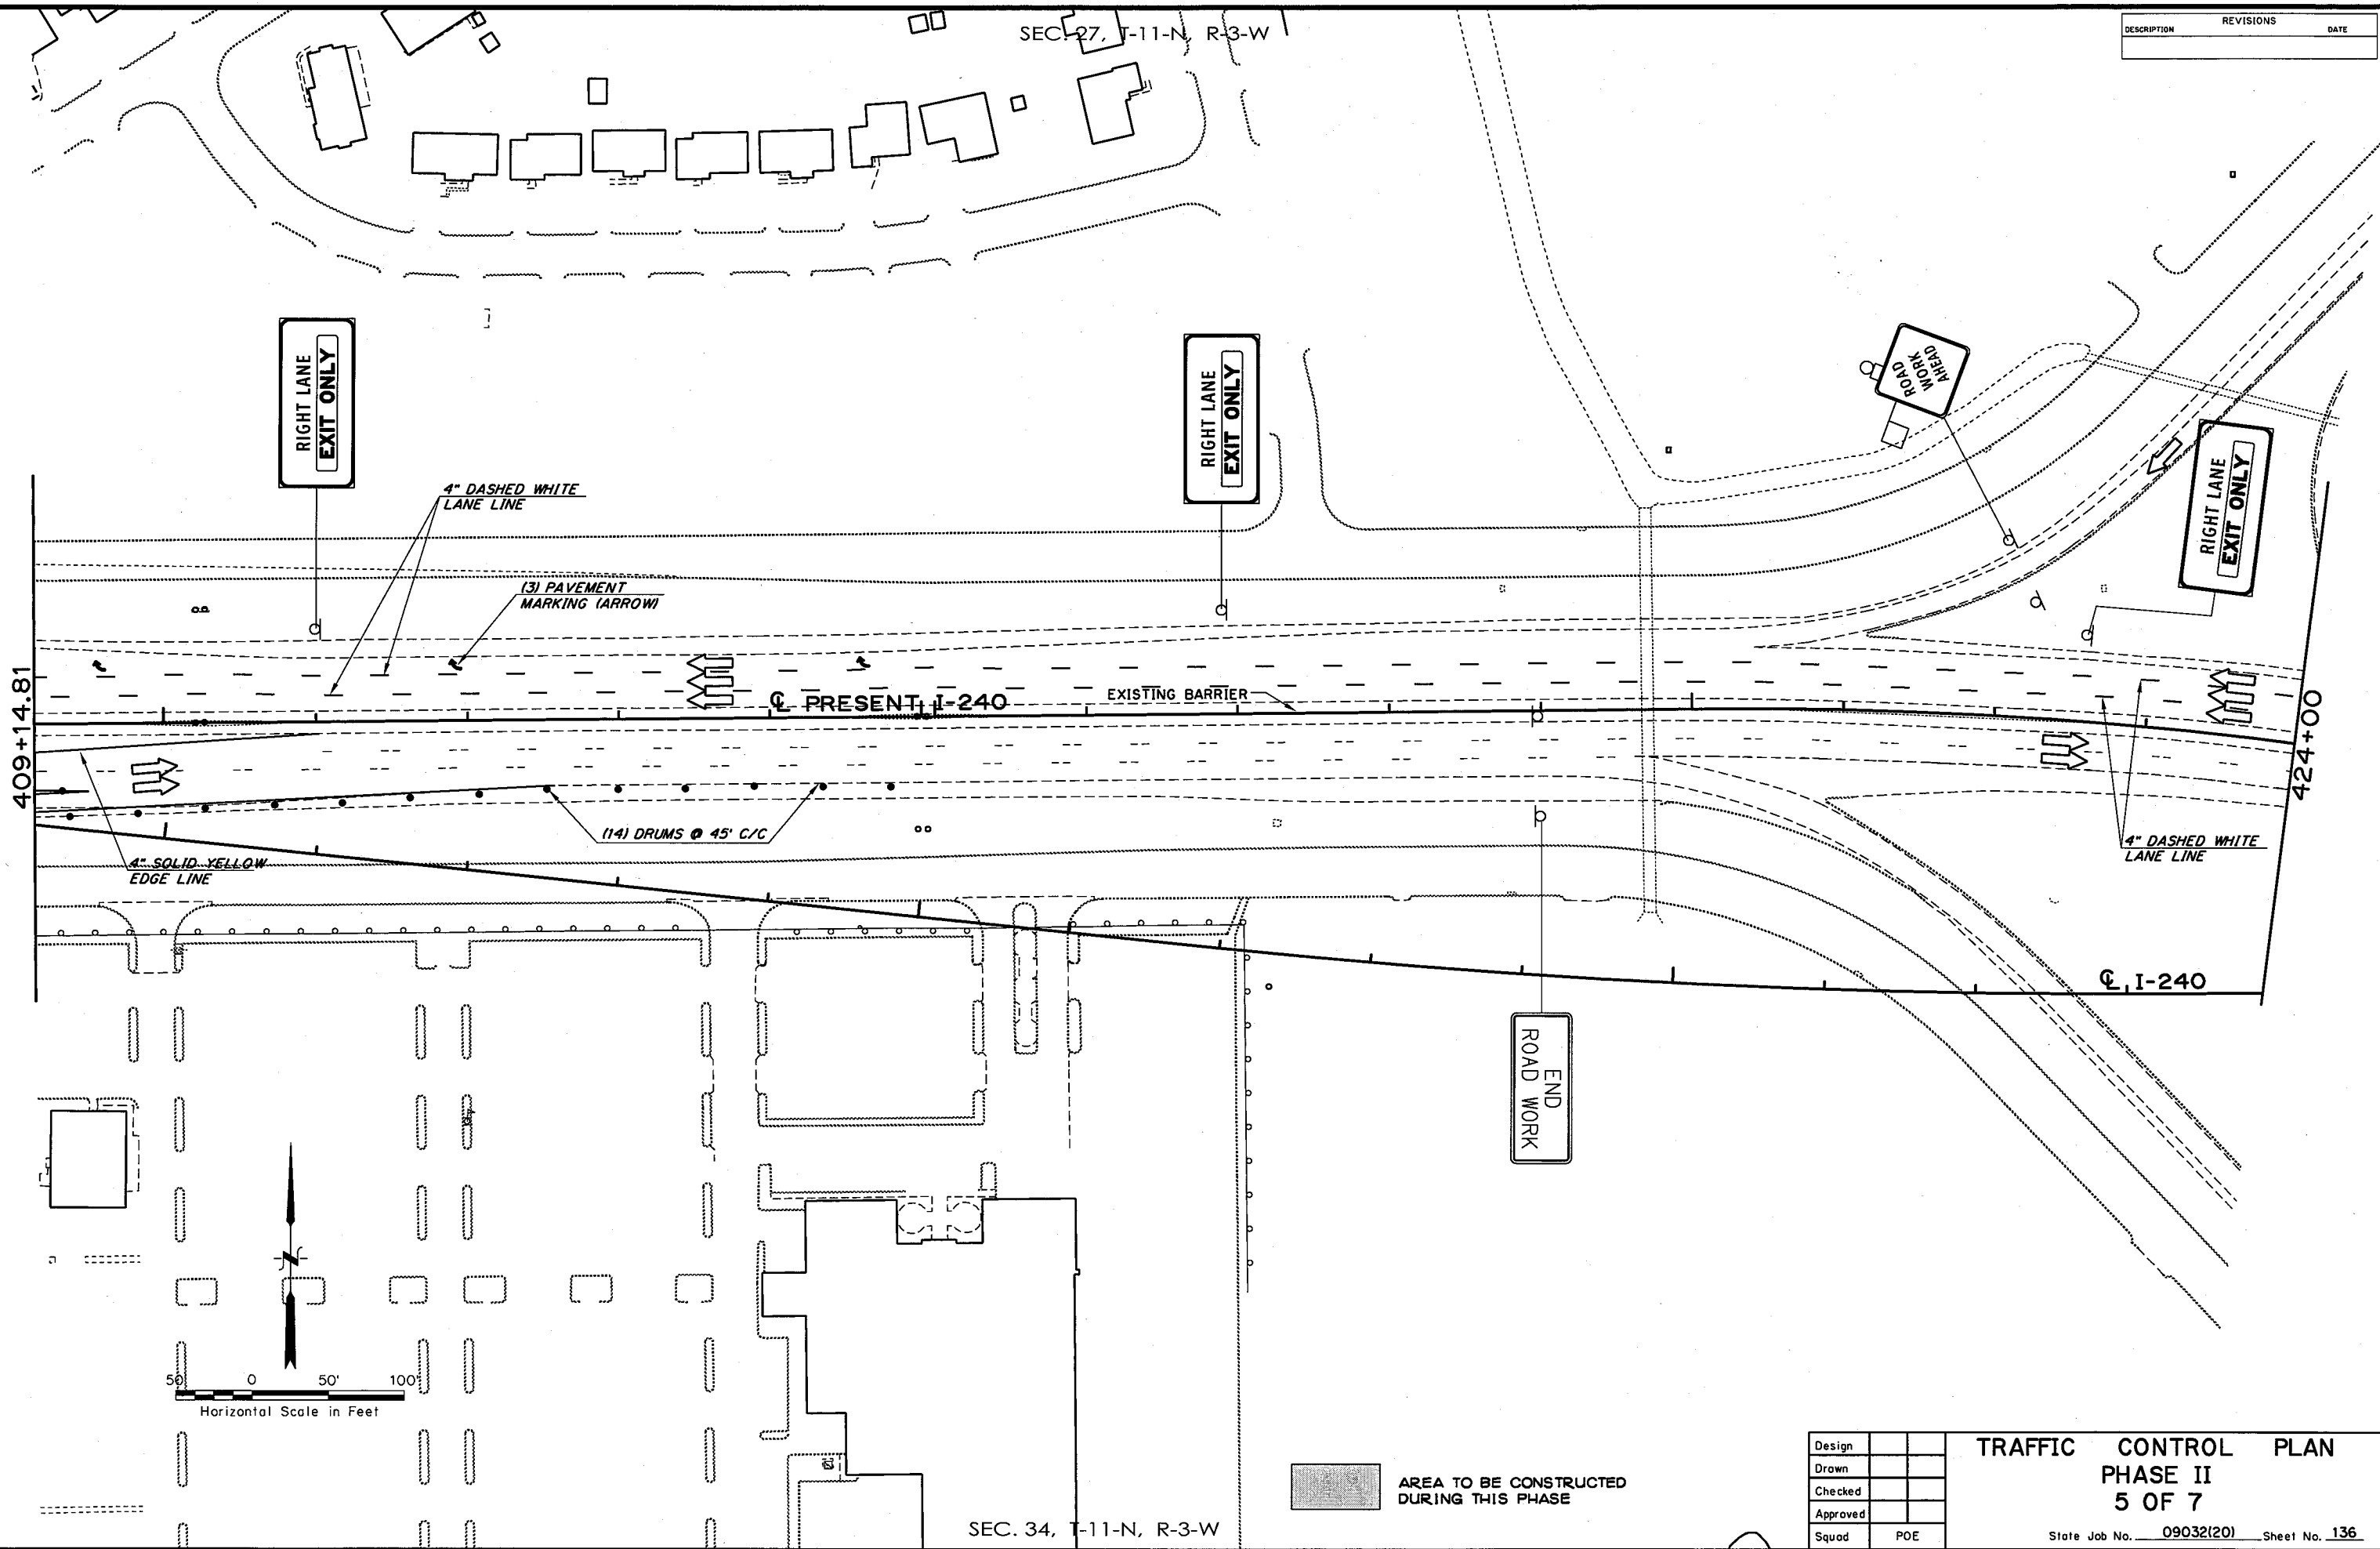 SEC. 27, T-11-N, R-3-W
REVISIONS
DESCRIPTION DATE
RIGHT LANE
EXIT ONLY
RIGHT LANE
EXIT ONLY
ROAD
WORK
AHEAD
RIGHT LANE
EXIT ONLY
4" DASHED WHITE
LANE LINE
(3) PAVEMENT
MARKING (ARROW)
409+14.81
℄ PRESENT I-240
EXISTING BARRIER
424+00
(14) DRUMS @ 45' C/C
4" SOLID YELLOW
EDGE LINE
4" DASHED WHITE
LANE LINE
℄ I-240
END
ROAD WORK
N
50 0 50' 100'
Horizontal Scale in Feet
AREA TO BE CONSTRUCTED
DURING THIS PHASE
SEC. 34, T-11-N, R-3-W
Design
Drawn
Checked
Approved
Squad POE
TRAFFIC CONTROL PLAN
PHASE II
5 OF 7
State Job No. 09032(20) Sheet No. 136